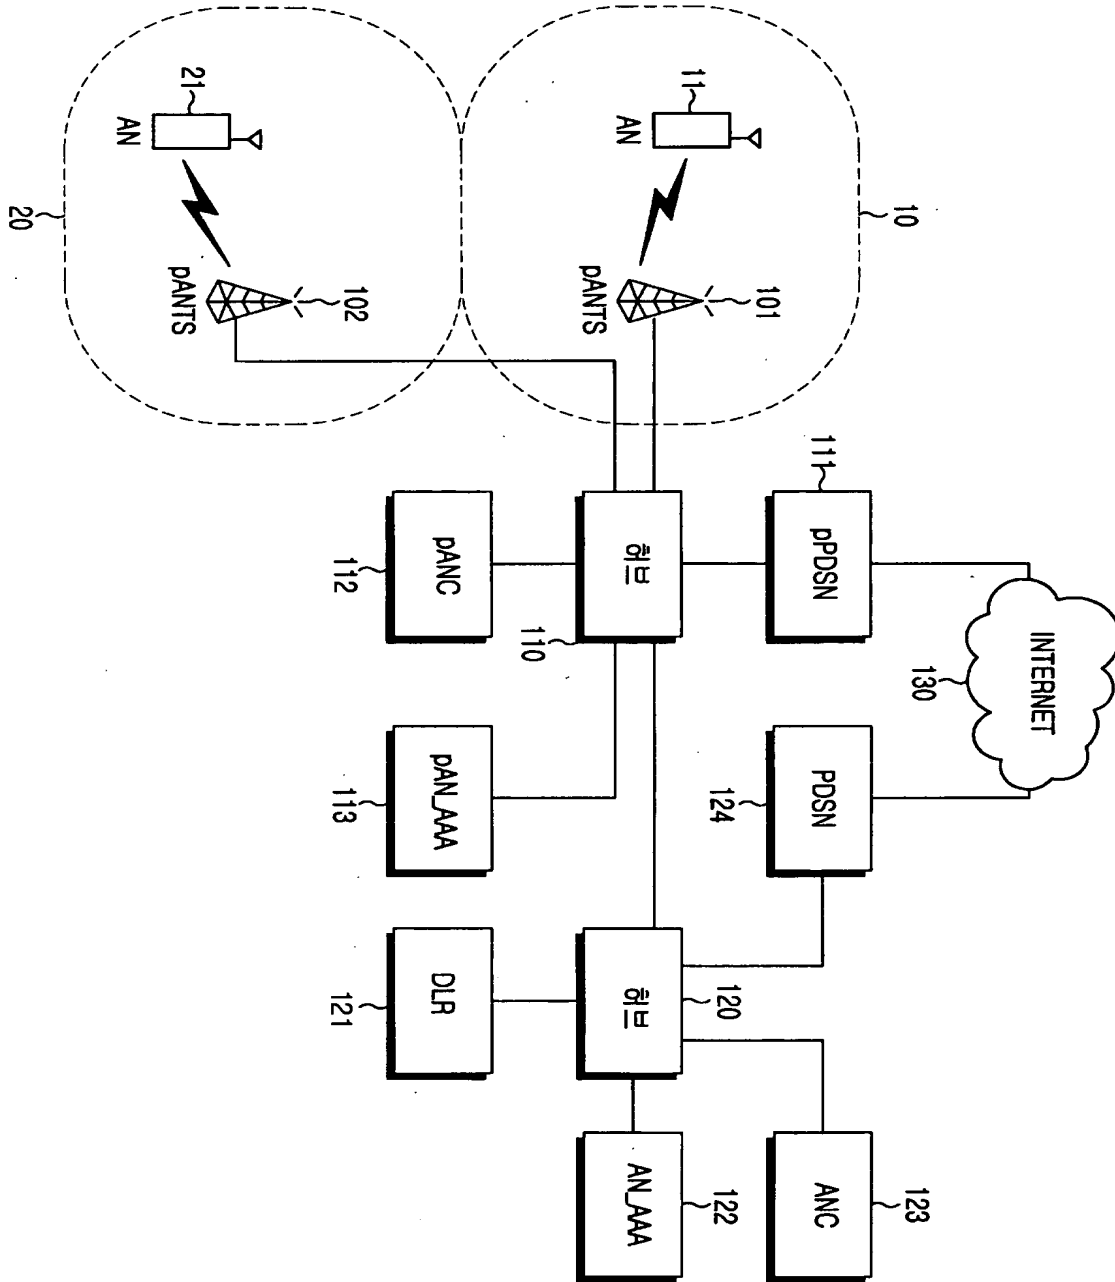 INTERNET
130
10
123
111
pPDSN
PDSN
ANC
101
124
120
122
11
AN
허브
허브
AN_AAA
pANTS
110
pANC
pAN_AAA
DLR
102
112
113
121
21
pANTS
AN
20